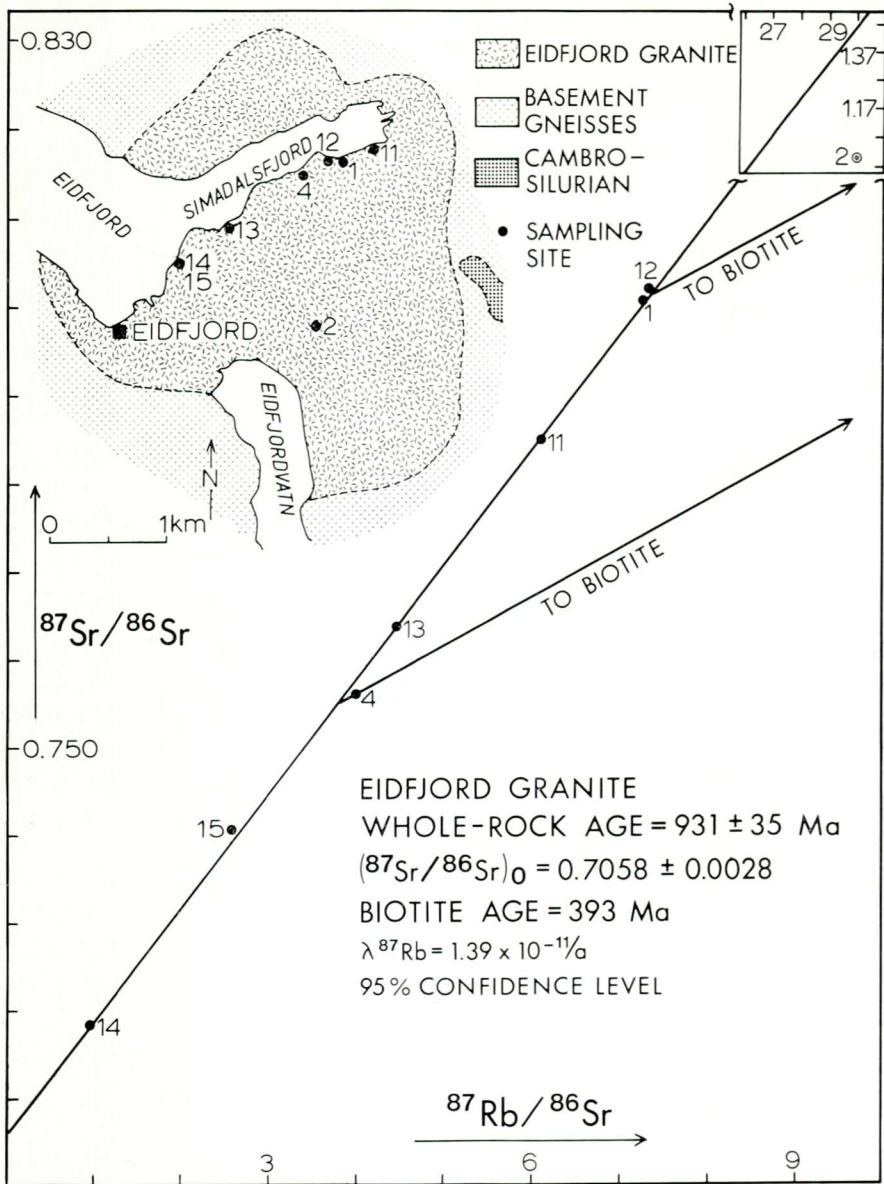 0.830
27 29
1.37
1.17
2
EIDFJORD GRANITE
BASEMENT
GNEISSES
CAMBRO-
SILURIAN
SAMPLING
SITE
EIDFJORD
SIMADALSFJORD
12
1
11
4
13
14
15
2
EIDFJORD
EIDFJORDVATN
N
0 1km
12
1
TO BIOTITE
11
TO BIOTITE
13
4
15
14
⁸⁷Sr/⁸⁶Sr
0.750
EIDFJORD GRANITE
WHOLE-ROCK AGE = 931 ± 35 Ma
(⁸⁷Sr/⁸⁶Sr)₀ = 0.7058 ± 0.0028
BIOTITE AGE = 393 Ma
λ ⁸⁷Rb = 1.39 x 10⁻¹¹/a
95% CONFIDENCE LEVEL
⁸⁷Rb/⁸⁶Sr
3 6 9